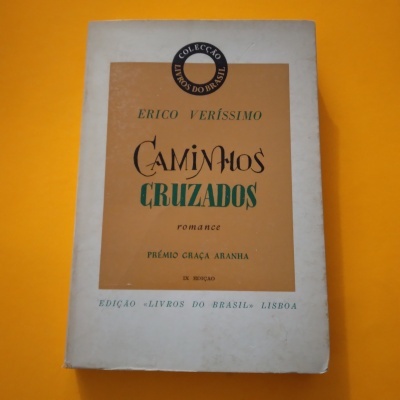 COLECÇÃO
LIVROS DO BRASIL
ERICO VERÍSSIMO
CAMINHOS
CRUZADOS
romance
PRÉMIO GRAÇA ARANHA
EDIÇÃO «LIVROS DO BRASIL» LISBOA